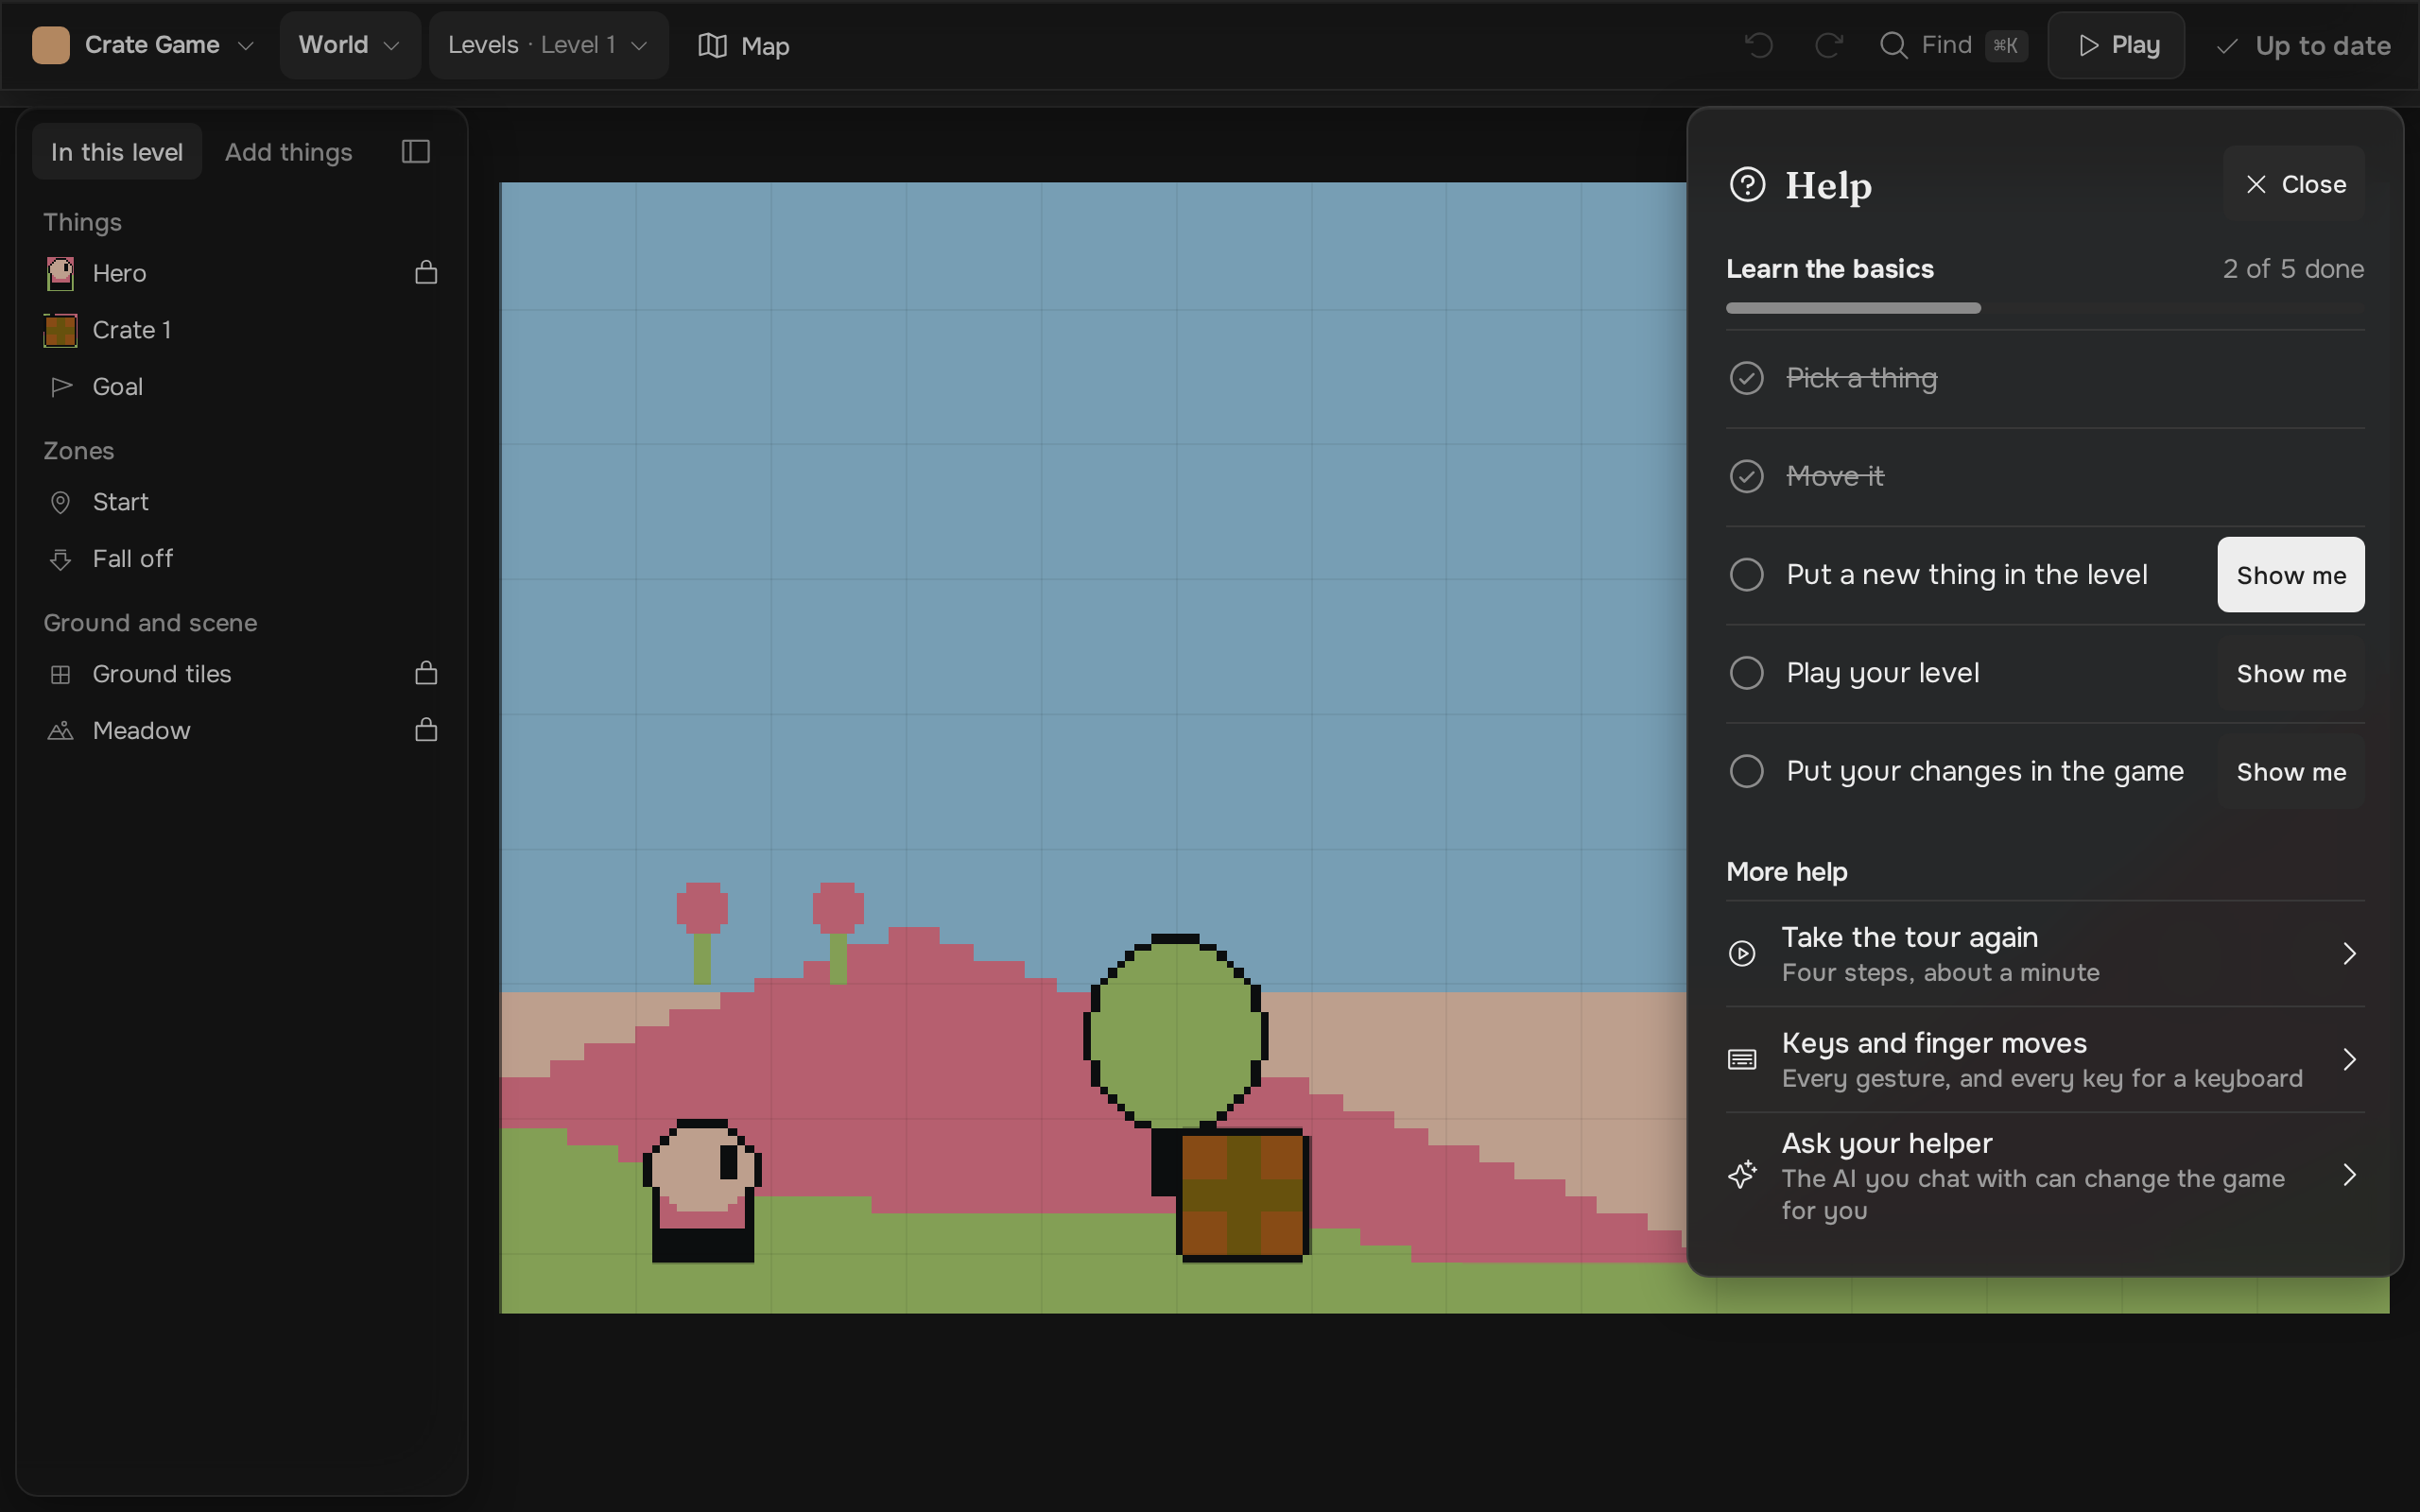 Crate Game
World
Levels · Level 1
Map
Find ⌘K
Play
Up to date
In this level
Add things
Things
Hero
Crate 1
Goal
Zones
Start
Fall off
Ground and scene
Ground tiles
Meadow
Help
Close
Learn the basics
2 of 5 done
Pick a thing
Move it
Put a new thing in the level
Show me
Play your level
Show me
Put your changes in the game
Show me
More help
Take the tour again
Four steps, about a minute
Keys and finger moves
Every gesture, and every key for a keyboard
Ask your helper
The AI you chat with can change the game
for you